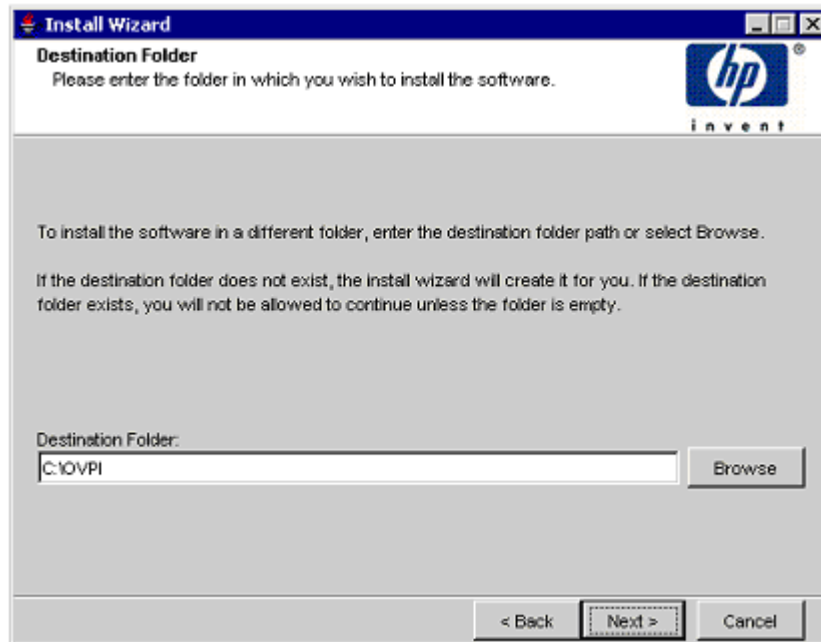 Install Wizard
Destination Folder
Please enter the folder in which you wish to install the software.
hp
®
invent
To install the software in a different folder, enter the destination folder path or select Browse.
If the destination folder does not exist, the install wizard will create it for you. If the destination
folder exists, you will not be allowed to continue unless the folder is empty.
Destination Folder:
C:\OVPI
Browse
< Back
Next >
Cancel